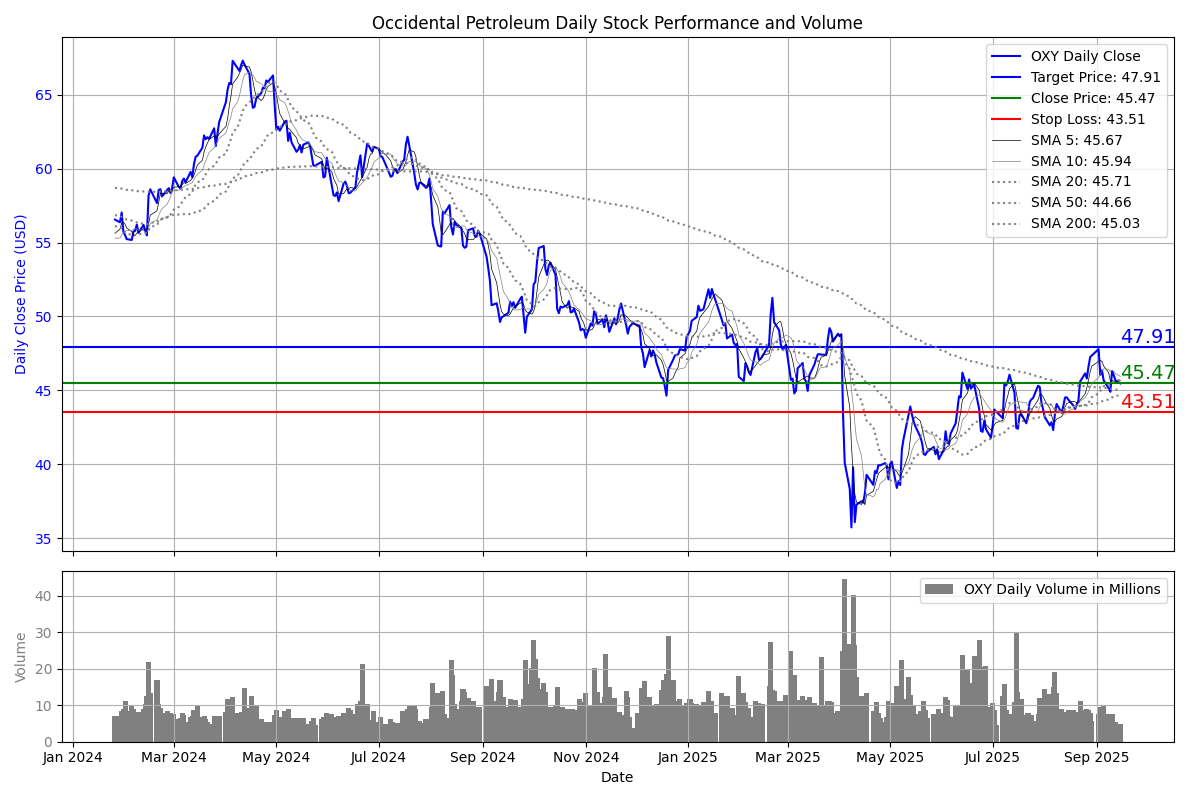 Occidental Petroleum Daily Stock Performance and Volume
OXY Daily Close
Target Price: 47.91
Close Price: 45.47
Stop Loss: 43.51
SMA 5: 45.67
SMA 10: 45.94
SMA 20: 45.71
SMA 50: 44.66
SMA 200: 45.03
Daily Close Price (USD)
65
60
55
50
45
40
35
47.91
45.47
43.51
OXY Daily Volume in Millions
Volume
40
30
20
10
0
Jan 2024 Mar 2024 May 2024 Jul 2024 Sep 2024 Nov 2024 Jan 2025 Mar 2025 May 2025 Jul 2025 Sep 2025
Date